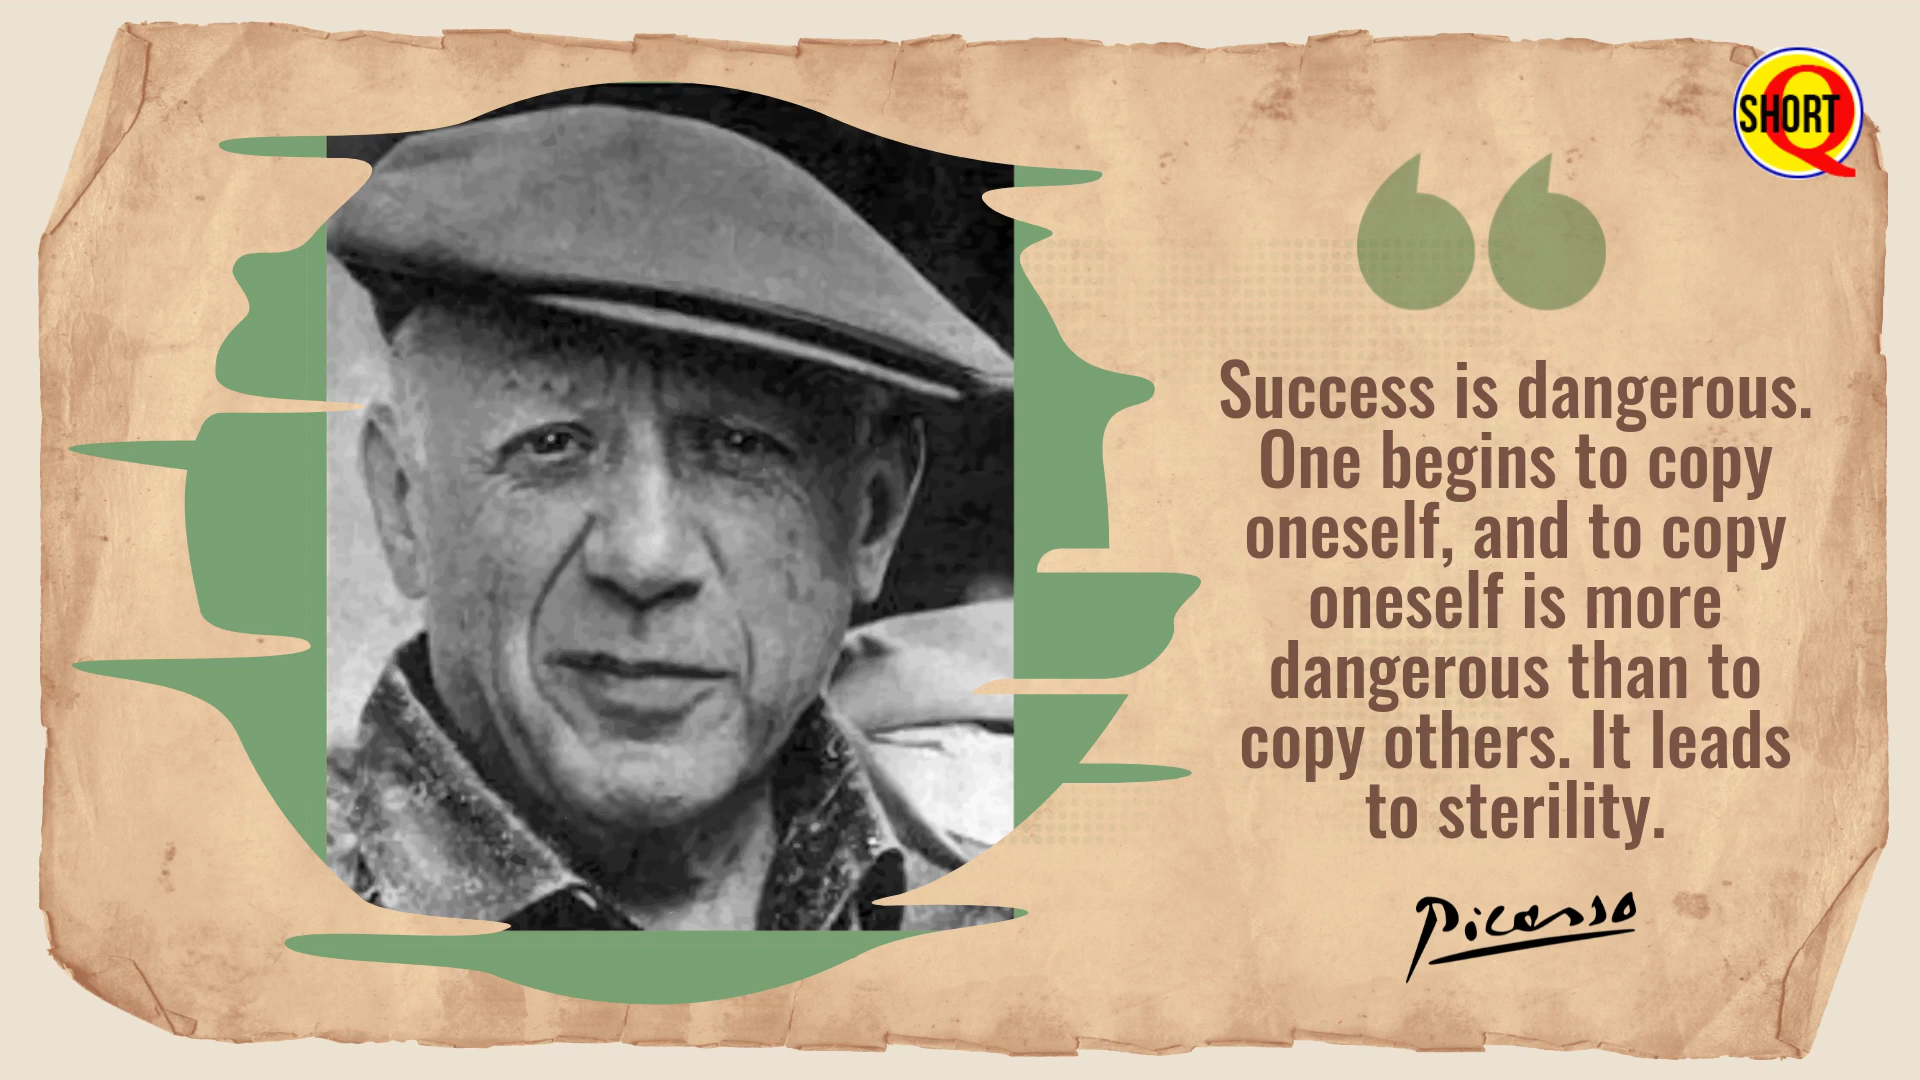 SHORT Q
Success is dangerous.
One begins to copy
oneself, and to copy
oneself is more
dangerous than to
copy others. It leads
to sterility.
Picasso